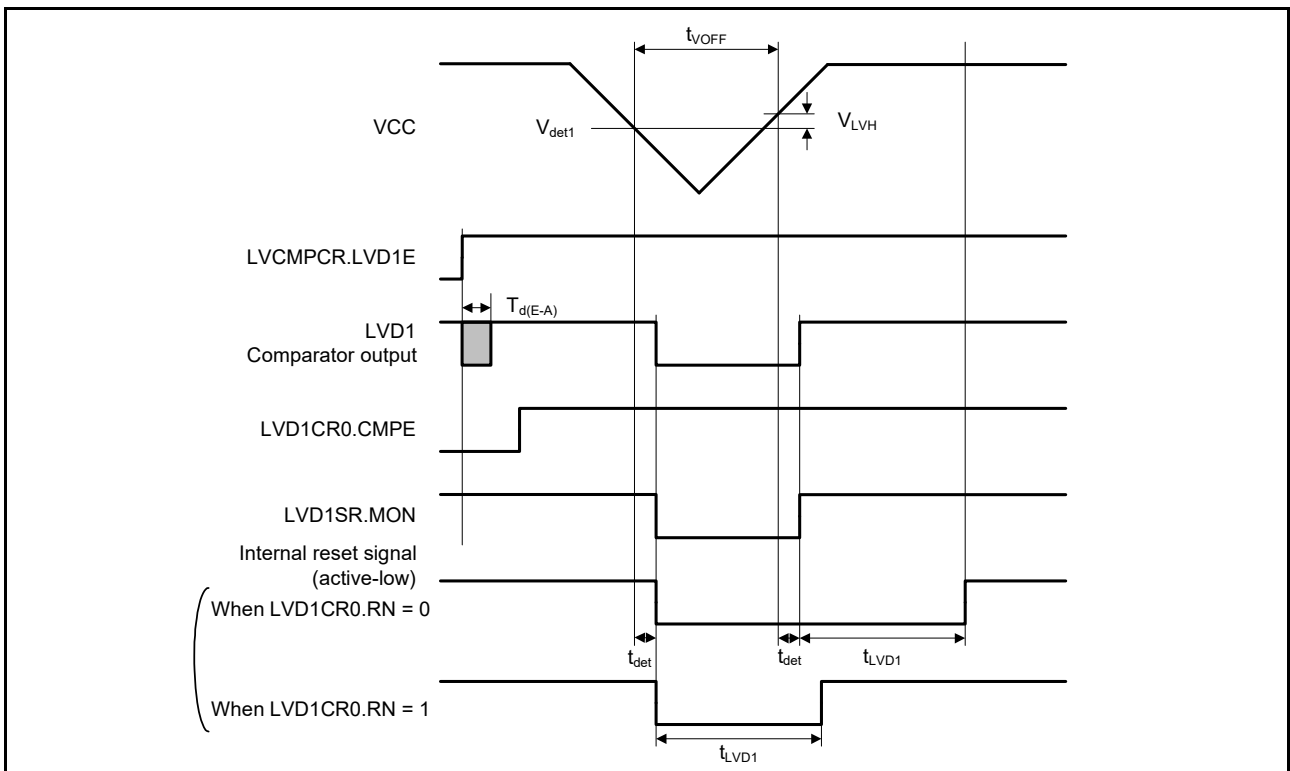 tVOFF
VCC
Vdet1
VLVH
LVCMPCR.LVD1E
Td(E-A)
LVD1
Comparator output
LVD1CR0.CMPE
LVD1SR.MON
Internal reset signal
(active-low)
When LVD1CR0.RN = 0
tdet
tdet
tLVD1
When LVD1CR0.RN = 1
tLVD1